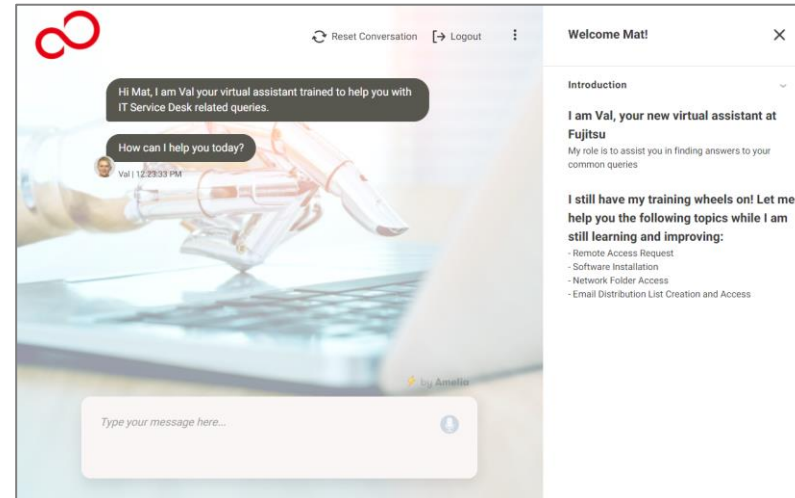 Reset Conversation
Logout
Hi Mat, I am Val your virtual assistant trained to help you with
IT Service Desk related queries.
How can I help you today?
Val | 12:23:33 PM
by Amelia
Type your message here...
Welcome Mat!
Introduction
I am Val, your new virtual assistant at
Fujitsu
My role is to assist you in finding answers to your
common queries
I still have my training wheels on! Let me
help you the following topics while I am
still learning and improving:
- Remote Access Request
- Software Installation
- Network Folder Access
- Email Distribution List Creation and Access